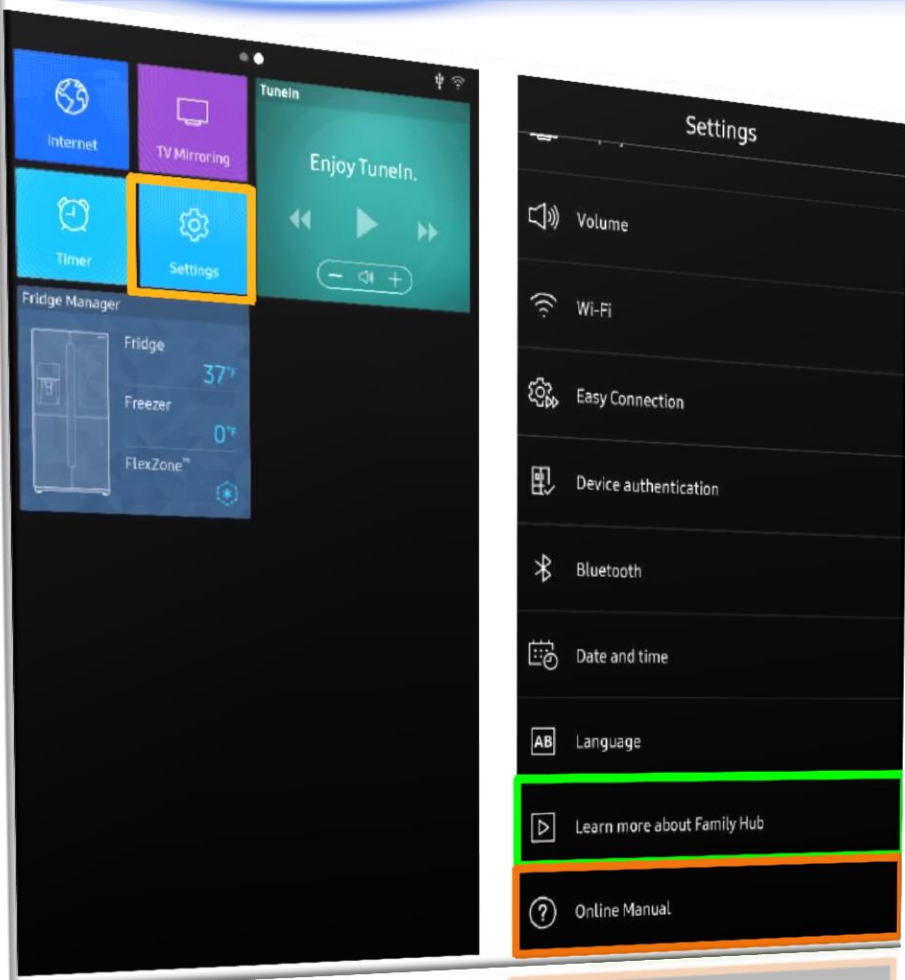 TuneIn
Internet
TV Mirroring
Enjoy TuneIn.
Timer
Settings
Fridge Manager
Fridge
37°F
Freezer
0°F
FlexZone™
Settings
Volume
Wi-Fi
Easy Connection
Device authentication
Bluetooth
Date and time
AB Language
Learn more about Family Hub
? Online Manual